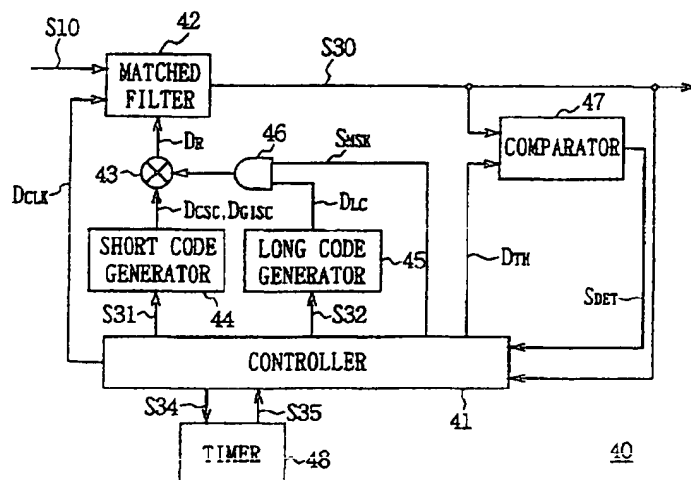 S10
42
S30
MATCHED
FILTER
47
COMPARATOR
DR
46
SMSK
43
DCLK
DCSC, DGISC
DLC
SHORT CODE
GENERATOR
LONG CODE
GENERATOR
45
DTH
SDET
S31
44
S32
CONTROLLER
S34
S35
41
TIMER
48
40